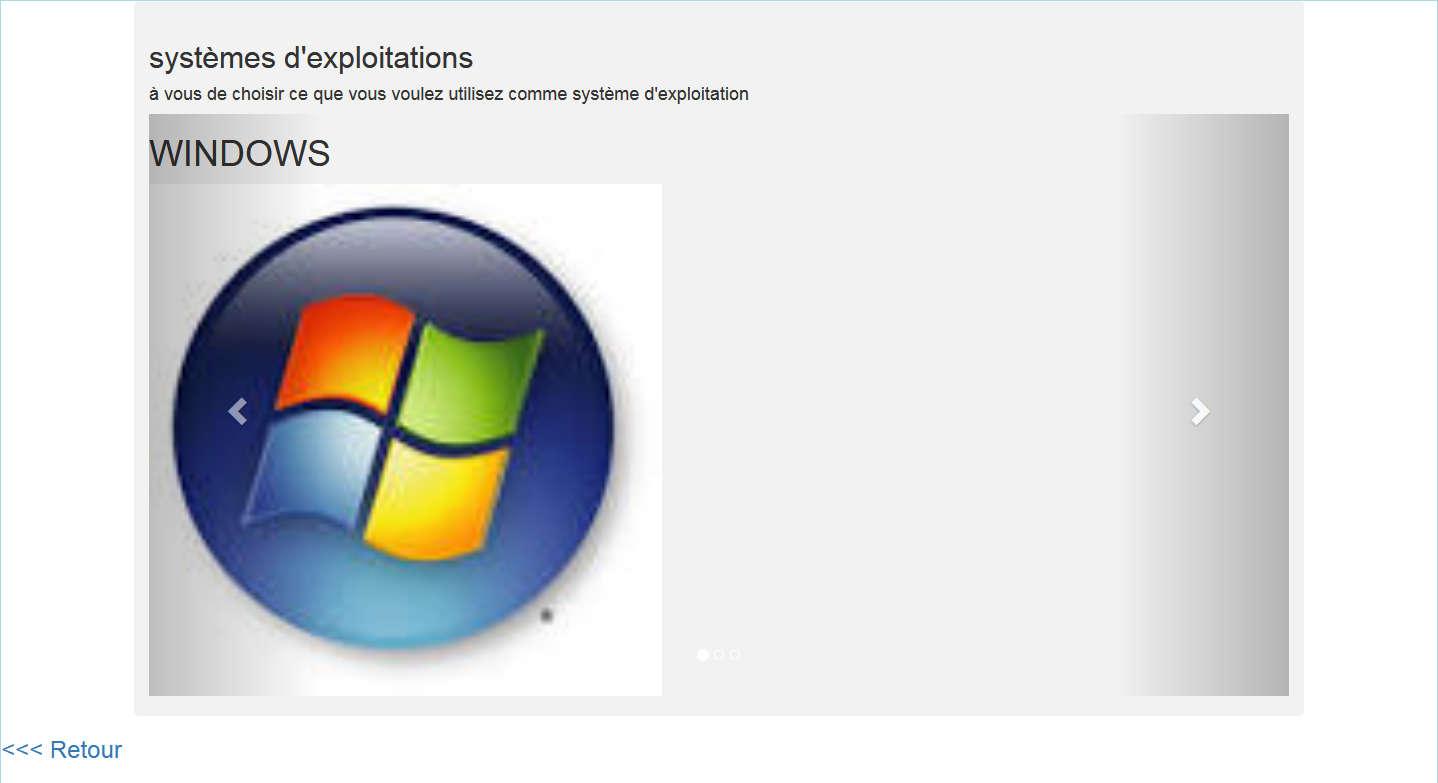 systèmes d'exploitations
à vous de choisir ce que vous voulez utilisez comme système d'exploitation
WINDOWS
<<< Retour